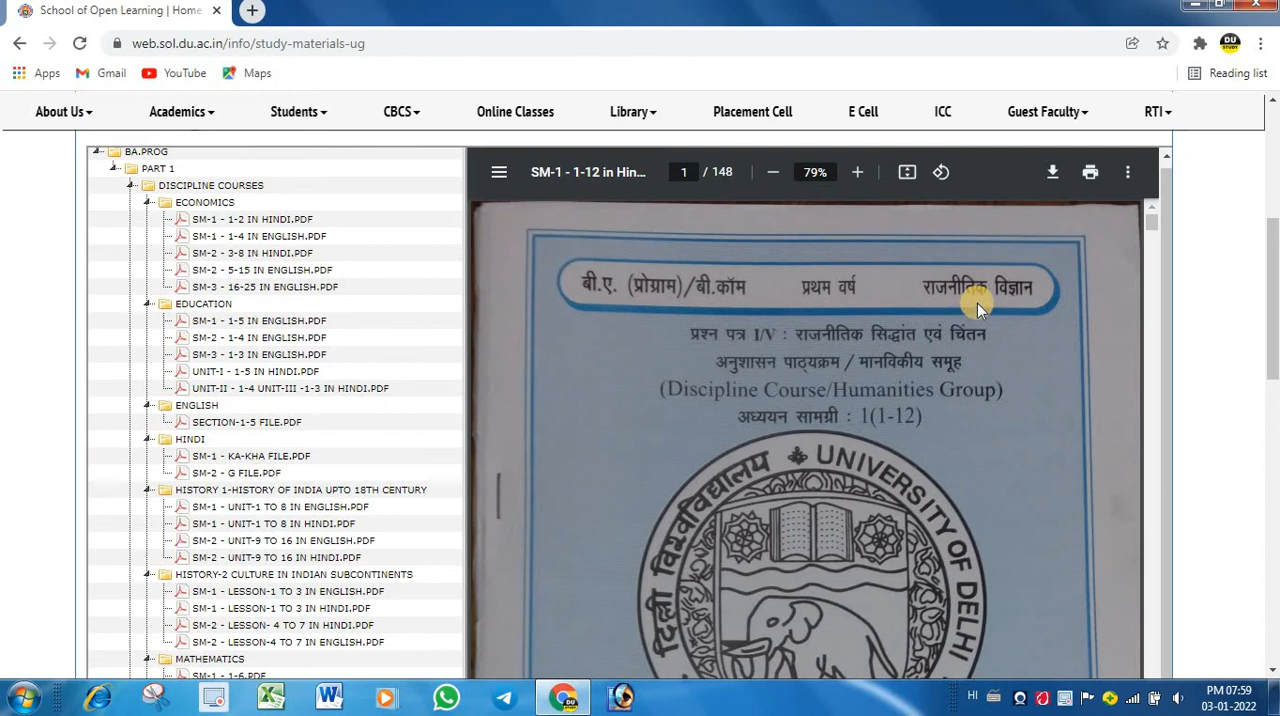 School of Open Learning | Home
web.sol.du.ac.in/info/study-materials-ug
DU STUDY
Apps
Gmail
YouTube
Maps
Reading list
About Us
Academics
Students
CBCS
Online Classes
Library
Placement Cell
E Cell
ICC
Guest Faculty
RTI
BA.PROG
PART 1
DISCIPLINE COURSES
ECONOMICS
SM-1 - 1-2 IN HINDI.PDF
SM-1 - 1-4 IN ENGLISH.PDF
SM-2 - 3-8 IN HINDI.PDF
SM-2 - 5-15 IN ENGLISH.PDF
SM-3 - 16-25 IN ENGLISH.PDF
EDUCATION
SM-1 - 1-5 IN ENGLISH.PDF
SM-2 - 1-4 IN ENGLISH.PDF
SM-3 - 1-3 IN ENGLISH.PDF
UNIT-I - 1-5 IN HINDI.PDF
UNIT-II - 1-4 UNIT-III -1-3 IN HINDI.PDF
ENGLISH
SECTION-1-5 FILE.PDF
HINDI
SM-1 - KA-KHA FILE.PDF
SM-2 - G FILE.PDF
HISTORY 1-HISTORY OF INDIA UPTO 18TH CENTURY
SM-1 - UNIT-1 TO 8 IN ENGLISH.PDF
SM-1 - UNIT-1 TO 8 IN HINDI.PDF
SM-2 - UNIT-9 TO 16 IN ENGLISH.PDF
SM-2 - UNIT-9 TO 16 IN HINDI.PDF
HISTORY-2 CULTURE IN INDIAN SUBCONTINENTS
SM-1 - LESSON-1 TO 3 IN ENGLISH.PDF
SM-1 - LESSON-1 TO 3 IN HINDI.PDF
SM-2 - LESSON- 4 TO 7 IN HINDI.PDF
SM-2 - LESSON-4 TO 7 IN ENGLISH.PDF
MATHEMATICS
SM-1 - 1-6.PDF
SM-1 - 1-12 in Hin... 1 / 148 79%
बी.ए. (प्रोग्राम)/बी.कॉम प्रथम वर्ष राजनीतिक विज्ञान
प्रश्न पत्र I/V : राजनीतिक सिद्धांत एवं चिंतन
अनुशासन पाठ्यक्रम / मानविकीय समूह
(Discipline Course/Humanities Group)
अध्ययन सामग्री : 1(1-12)
दिल्ली विश्वविद्यालय UNIVERSITY OF DELHI
HI
PM 07:59
03-01-2022